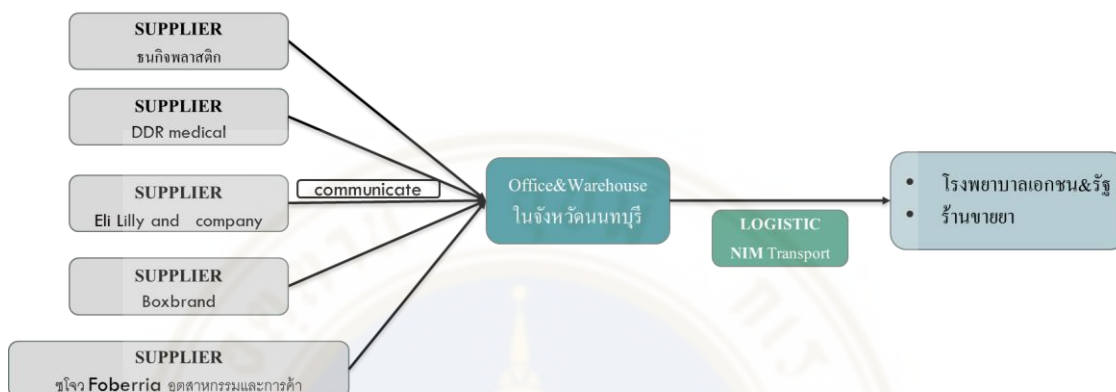 SUPPLIER
ธนกิจพลาสติก
SUPPLIER
DDR medical
SUPPLIER
Eli Lilly and company
communicate
SUPPLIER
Boxbrand
SUPPLIER
ซูโจว Foberria อุตสาหกรรมและการค้า
Office&Warehouse
ในจังหวัดนนทบุรี
LOGISTIC
NIM Transport
• โรงพยาบาลเอกชน&รัฐ
• ร้านขายยา